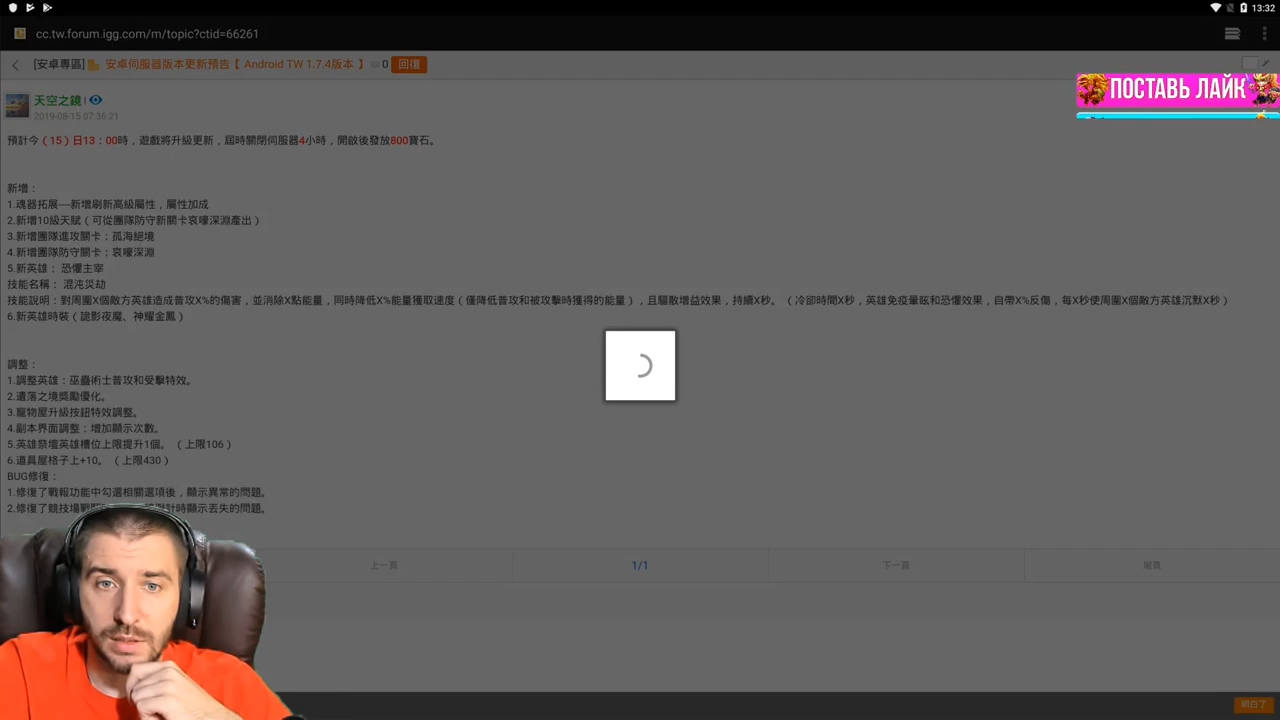 13:32
cc.tw.forum.igg.com/m/topic?ctid=66261
[安卓專區] 安卓伺服器版本更新預告【 Android TW 1.7.4版本 】 0 回復
ПОСТАВЬ ЛАЙК
天空之鏡 |
2019-08-15 07:36:21
預計今（15）日13：00時，遊戲將升級更新，屆時關閉伺服器4小時，開啟後發放800寶石。
新增：
1.魂器拓展—新增刷新高級屬性，屬性加成
2.新增10級天賦（可從團隊防守新關卡哀嚎深淵產出）
3.新增團隊進攻關卡：孤海絕境
4.新增團隊防守關卡：哀嚎深淵
5.新英雄： 恐懼主宰
技能名稱： 混沌災劫
技能說明：對周圍X個敵方英雄造成普攻X%的傷害，並消除X點能量，同時降低X%能量獲取速度（僅降低普攻和被攻擊時獲得的能量），且驅散增益效果，持續X秒。（冷卻時間X秒，英雄免疫暈眩和恐懼效果，自帶X%反傷，每X秒使周圍X個敵方英雄沉默X秒）
6.新英雄時裝（詭影夜魔、神耀金鳳）
調整：
1.調整英雄：巫蠱術士普攻和受擊特效。
2.遺落之境獎勵優化。
3.寵物屋升級按鈕特效調整。
4.副本界面調整：增加顯示次數。
5.英雄祭壇英雄槽位上限提升1個。（上限106）
6.道具屋格子上+10。（上限430）
BUG修復：
1.修復了戰報功能中勾選相關選項後，顯示異常的問題。
2.修復了競技場戰 計時顯示丟失的問題。
上一頁 1/1 下一頁 尾頁
明白了